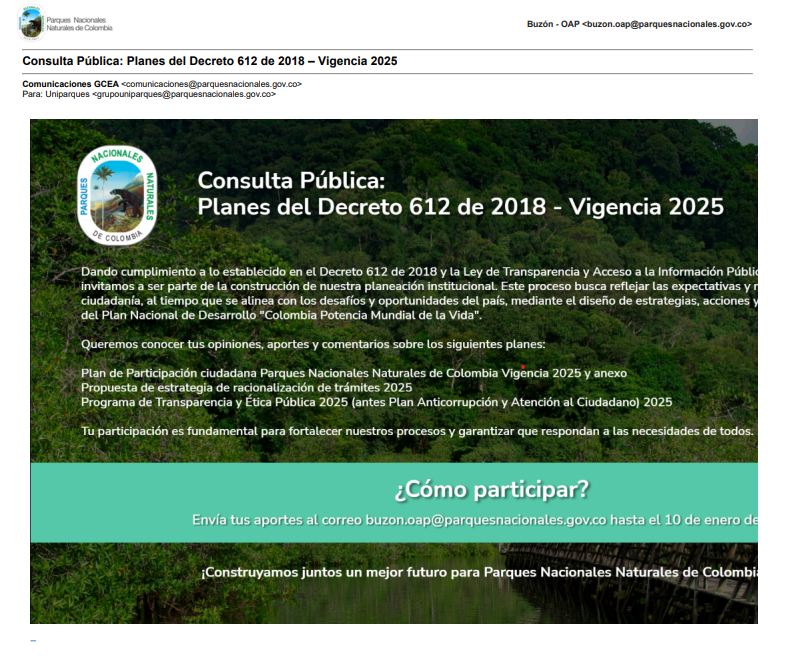 Parques Nacionales
Naturales de Colombia
Buzón - OAP <buzon.oap@parquesnacionales.gov.co>
Consulta Pública: Planes del Decreto 612 de 2018 – Vigencia 2025
Comunicaciones GCEA <comunicaciones@parquesnacionales.gov.co>
Para: Uniparques <grupouniparques@parquesnacionales.gov.co>
PARQUES NACIONALES NATURALES DE COLOMBIA
Consulta Pública:
Planes del Decreto 612 de 2018 - Vigencia 2025
Dando cumplimiento a lo establecido en el Decreto 612 de 2018 y la Ley de Transparencia y Acceso a la Información Públic
invitamos a ser parte de la construcción de nuestra planeación institucional. Este proceso busca reflejar las expectativas y
ciudadanía, al tiempo que se alinea con los desafíos y oportunidades del país, mediante el diseño de estrategias, acciones y
del Plan Nacional de Desarrollo "Colombia Potencia Mundial de la Vida".
Queremos conocer tus opiniones, aportes y comentarios sobre los siguientes planes:
Plan de Participación ciudadana Parques Nacionales Naturales de Colombia Vigencia 2025 y anexo
Propuesta de estrategia de racionalización de trámites 2025
Programa de Transparencia y Ética Pública 2025 (antes Plan Anticorrupción y Atención al Ciudadano) 2025
Tu participación es fundamental para fortalecer nuestros procesos y garantizar que respondan a las necesidades de todos.
¿Cómo participar?
Envía tus aportes al correo buzon.oap@parquesnacionales.gov.co hasta el 10 de enero de
¡Construyamos juntos un mejor futuro para Parques Nacionales Naturales de Colombi
--